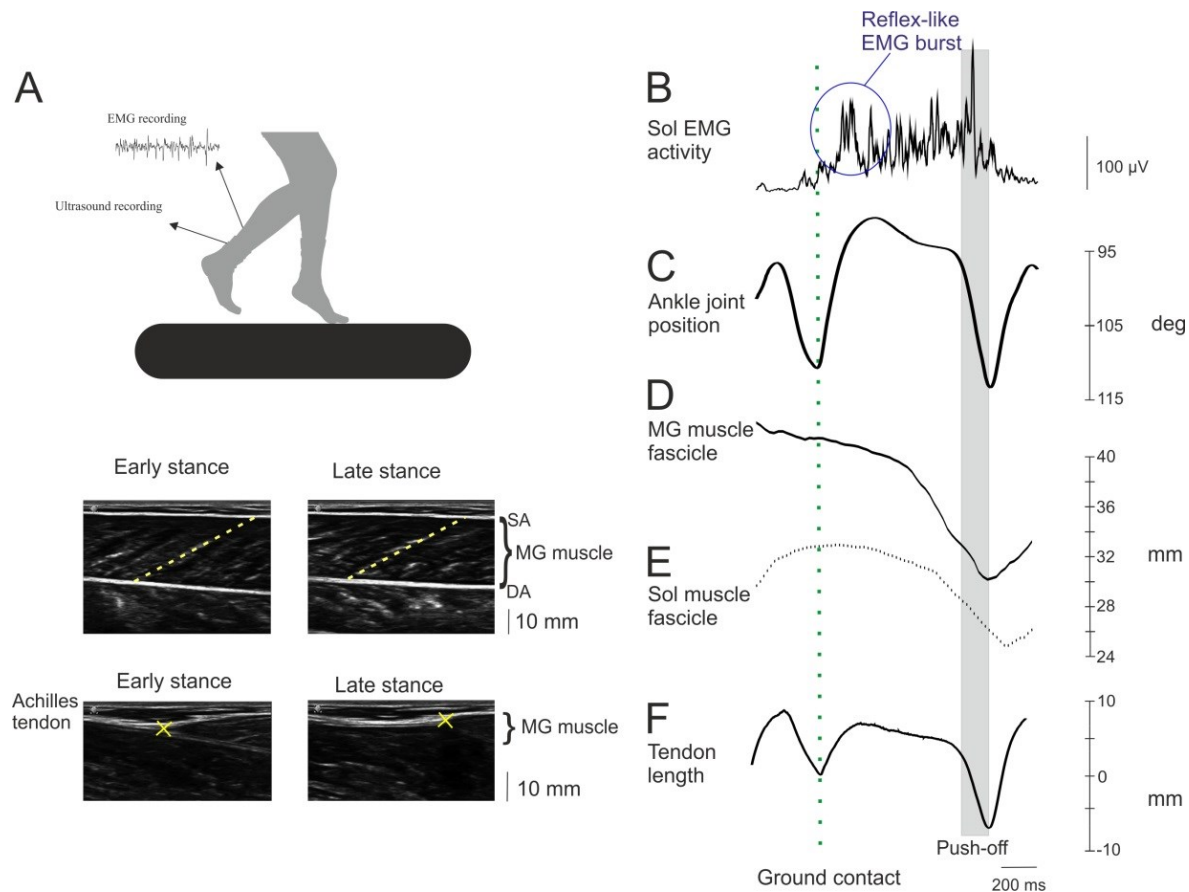 A
EMG recording
Ultrasound recording
Early stance
Late stance
SA
MG muscle
DA
10 mm
Early stance
Late stance
Achilles
tendon
MG muscle
10 mm
Reflex-like
EMG burst
B
Sol EMG
activity
100 µV
C
Ankle joint
position
95
105
115
deg
D
MG muscle
fascicle
40
36
32
28
24
mm
E
Sol muscle
fascicle
F
Tendon
length
10
0
-10
mm
Push-off
Ground contact
200 ms